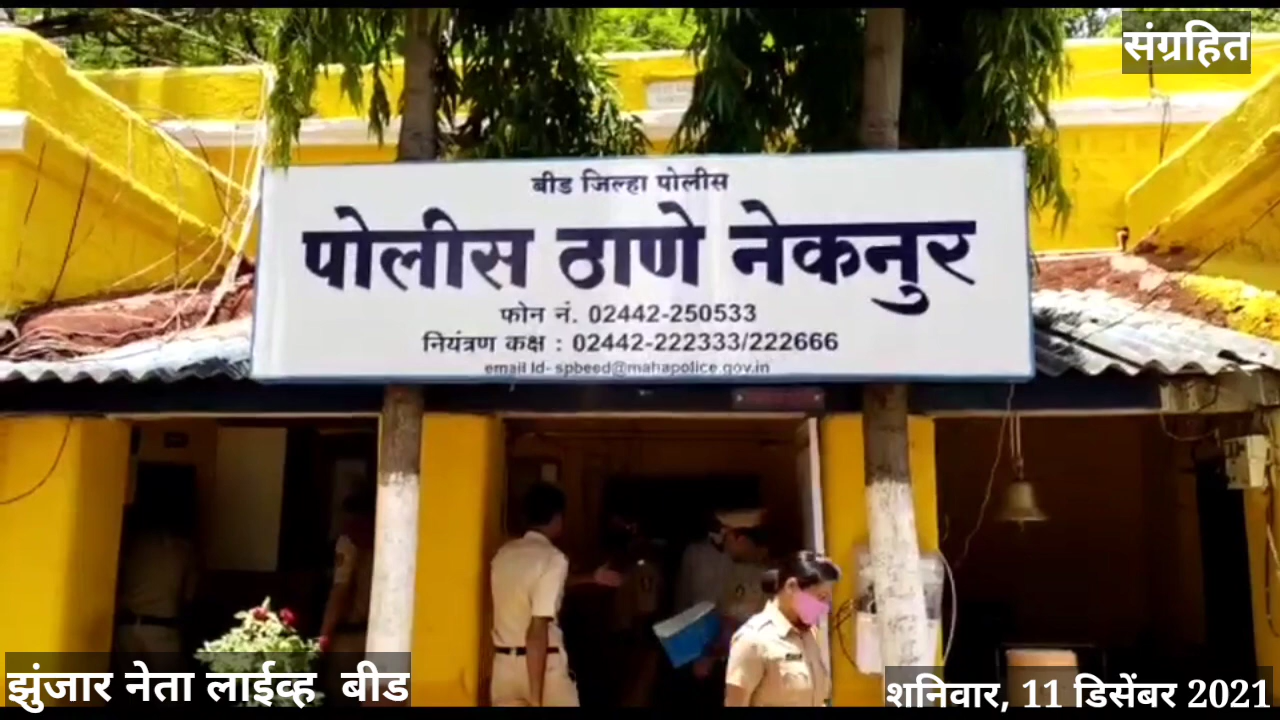 संग्रहित
बीड जिल्हा पोलीस
पोलीस ठाणे नेकनुर
फोन नं. 02442-250533
नियंत्रण कक्ष : 02442-222333/222666
email Id- spbeed@mahapolice.gov.in
झुंजार नेता लाईव्ह बीड
शनिवार, 11 डिसेंबर 2021